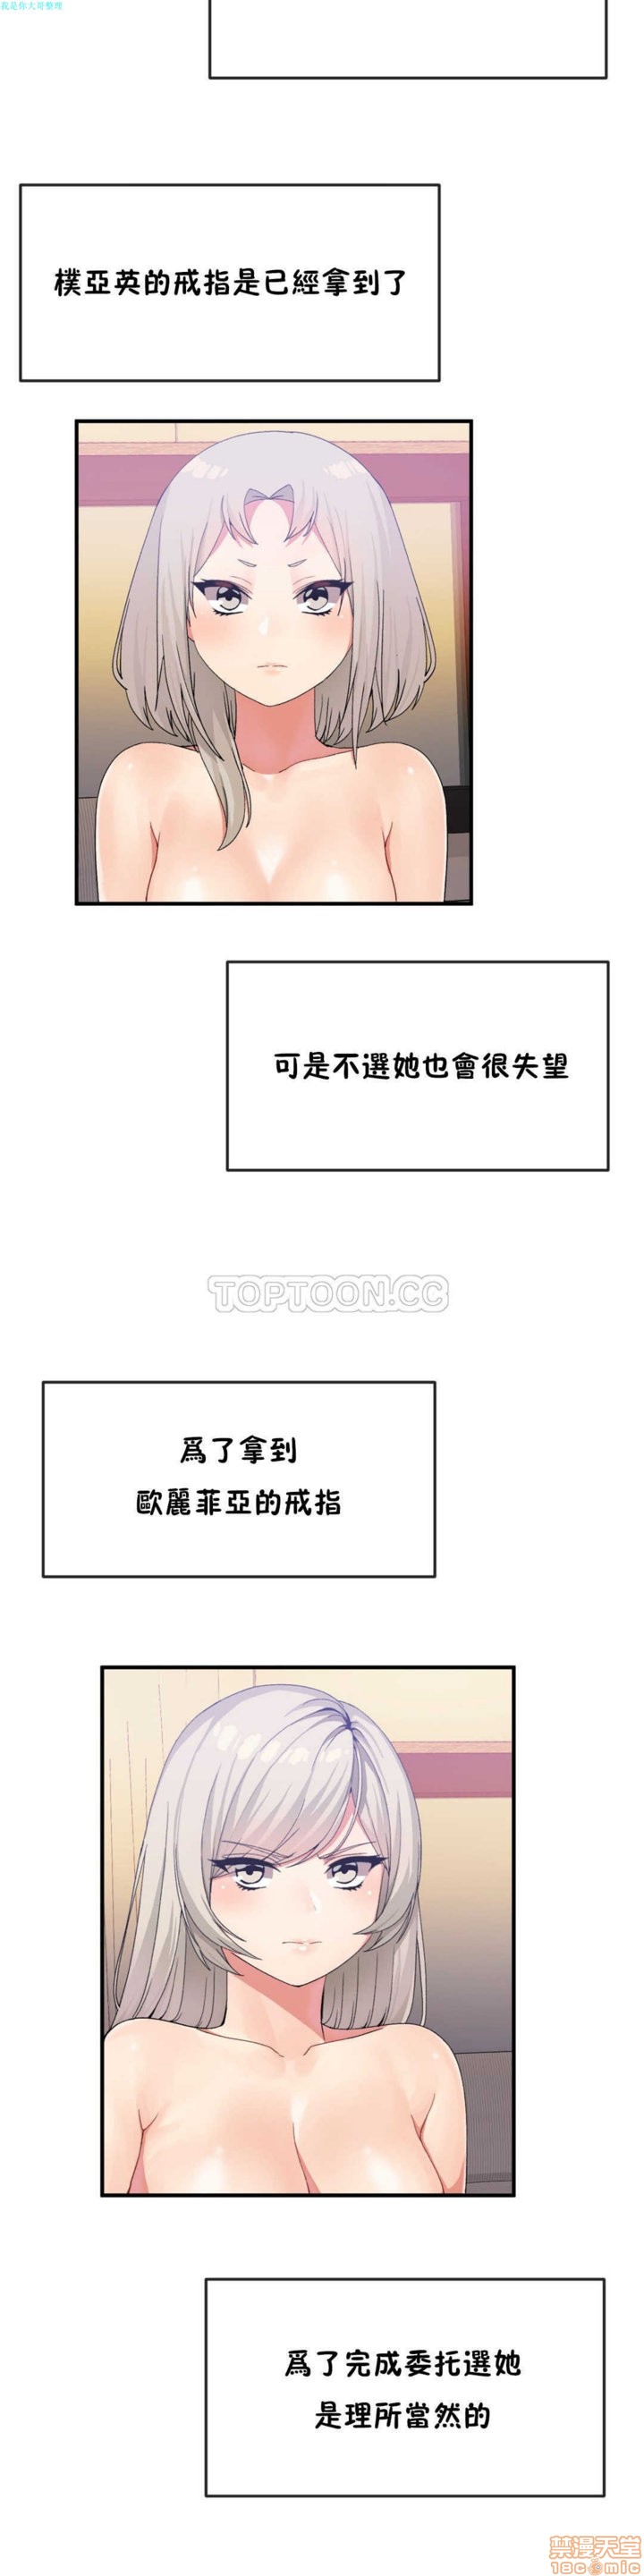 我是你大哥整理
樸亞英的戒指是已經拿到了
可是不選她也會很失望
TOPTOON.CC
爲了拿到
歐麗菲亞的戒指
爲了完成委托選她
是理所當然的
禁漫天堂
18comic